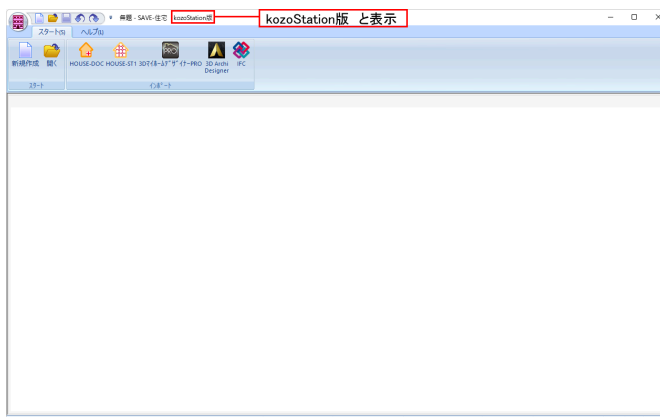 無題 - SAVE-住宅 kozoStation版
kozoStation版 と表示
スタート(S) ヘルプ(U)
新規作成 開く HOUSE-DOC HOUSE-ST1 3Dマイホームデザイナー-PRO 3D Archi Designer IFC
スタート インポート